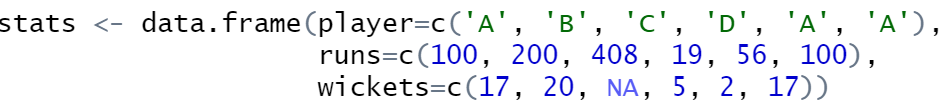 stats <- data.frame(player=c('A', 'B', 'C', 'D', 'A', 'A'),
runs=c(100, 200, 408, 19, 56, 100),
wickets=c(17, 20, NA, 5, 2, 17))